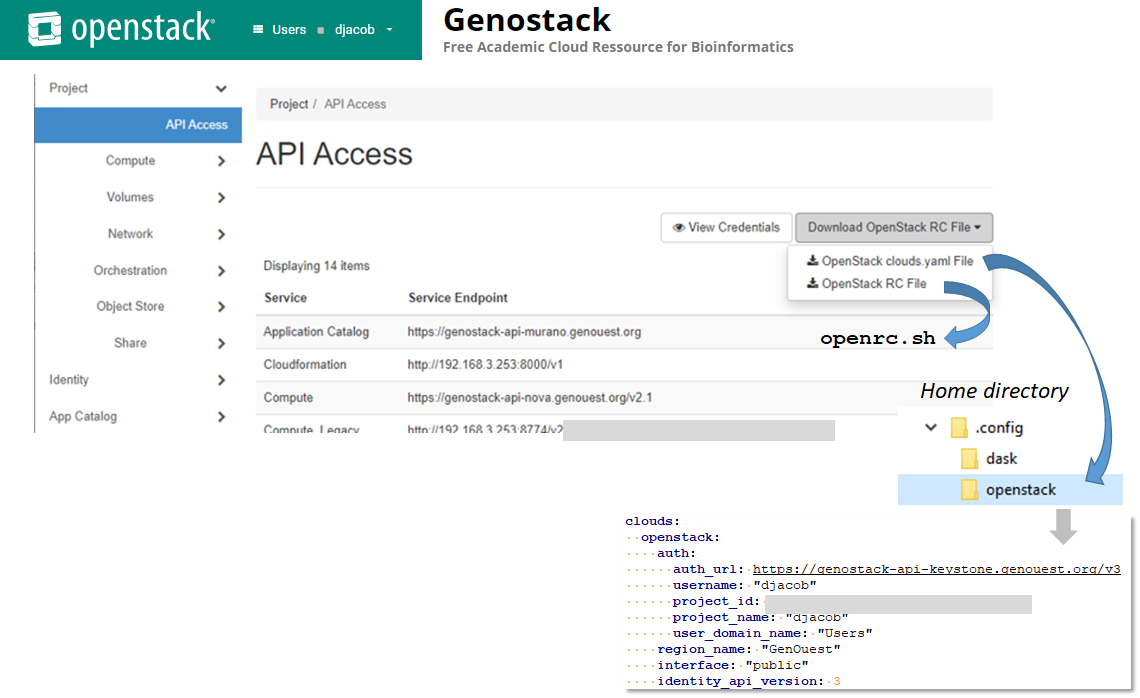 openstack.
Users djacob
Genostack
Free Academic Cloud Ressource for Bioinformatics
Project
API Access
Compute
Volumes
Network
Orchestration
Object Store
Share
Identity
App Catalog
Project / API Access
API Access
View Credentials
Download OpenStack RC File
OpenStack clouds.yaml File
OpenStack RC File
Displaying 14 items
Service Service Endpoint
Application Catalog https://genostack-api-murano.genouest.org
Cloudformation http://192.168.3.253:8000/v1
Compute https://genostack-api-nova.genouest.org/v2.1
Compute_Legacy http://192.168.3.253:8774/v2
openrc.sh
Home directory
.config
dask
openstack
clouds:
openstack:
auth:
auth_url: https://genostack-api-keystone.genouest.org/v3
username: "djacob"
project_id:
project_name: "djacob"
user_domain_name: "Users"
region_name: "GenOuest"
interface: "public"
identity_api_version: 3